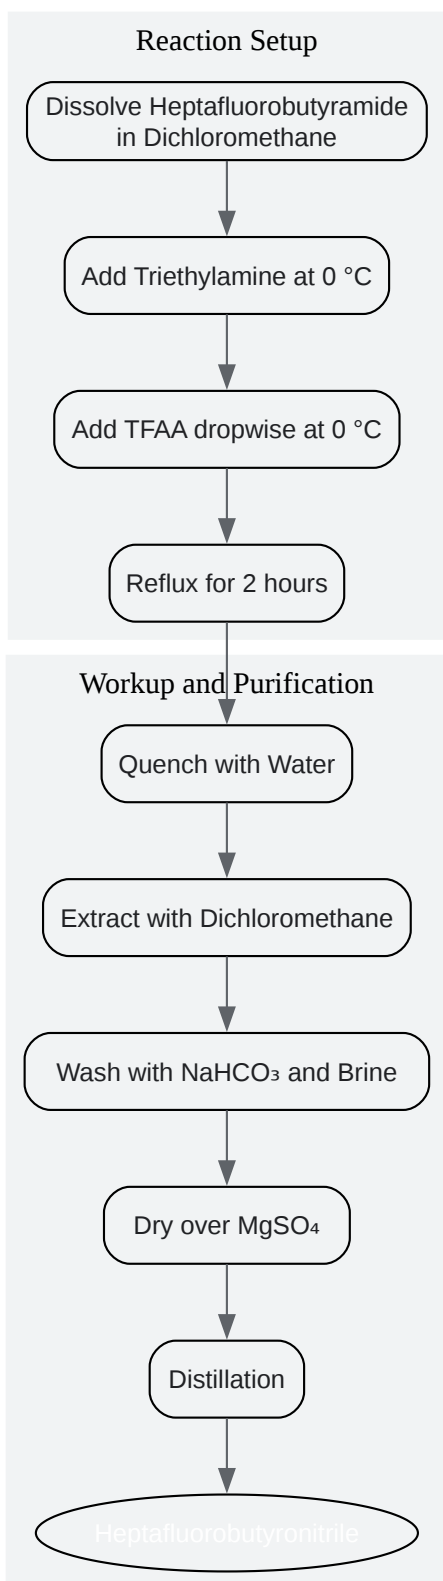 Reaction Setup
Dissolve Heptafluorobutyramide
in Dichloromethane
Add Triethylamine at 0 °C
Add TFAA dropwise at 0 °C
Reflux for 2 hours
Workup and Purification
Quench with Water
Extract with Dichloromethane
Wash with NaHCO₃ and Brine
Dry over MgSO₄
Distillation
Heptafluorobutyronitrile